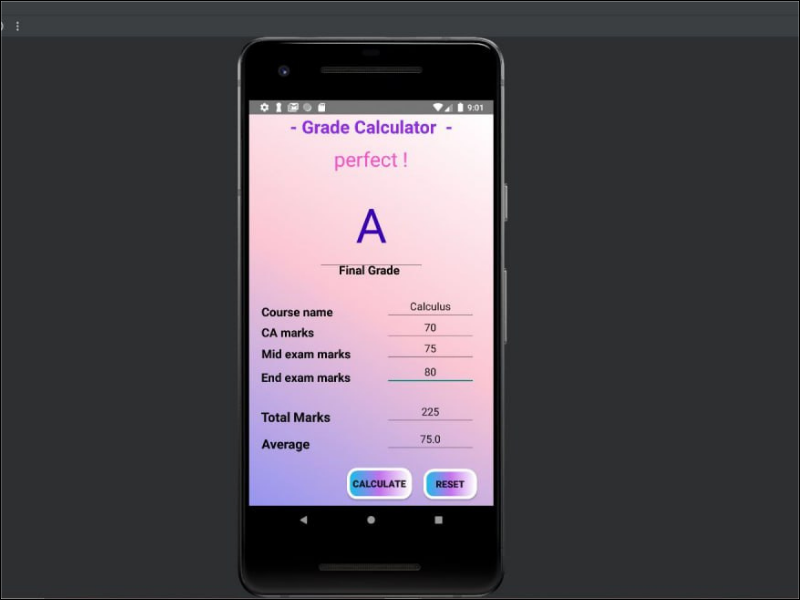 9:01
- Grade Calculator -
perfect !
A
Final Grade
Course name Calculus
CA marks 70
Mid exam marks 75
End exam marks 80
Total Marks 225
Average 75.0
CALCULATE RESET